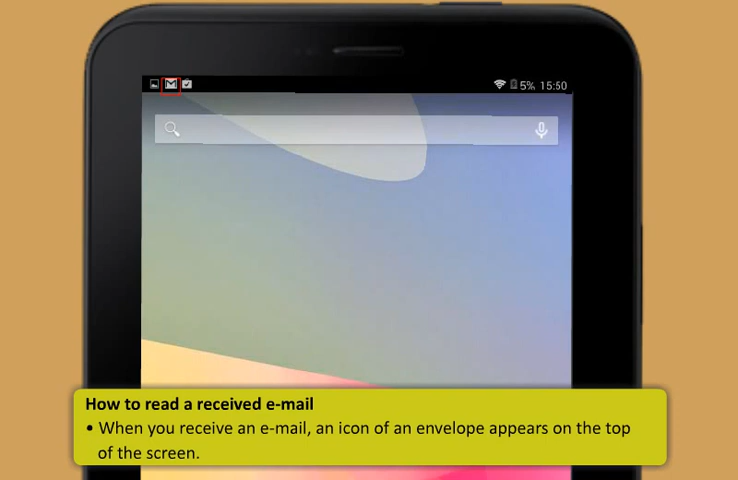 5% 15:50
How to read a received e-mail
• When you receive an e-mail, an icon of an envelope appears on the top
of the screen.